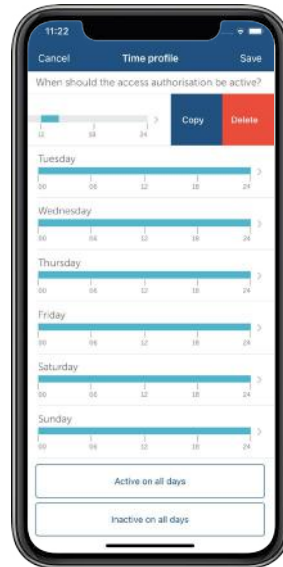 11:22
Cancel Time profile Save
When should the access authorisation be active?
Copy Delete
12 18 24
Tuesday
00 06 12 18 24
Wednesday
00 06 12 18 24
Thursday
00 06 12 18 24
Friday
00 06 12 18 24
Saturday
00 06 12 18 24
Sunday
00 06 12 18 24
Active on all days
Inactive on all days